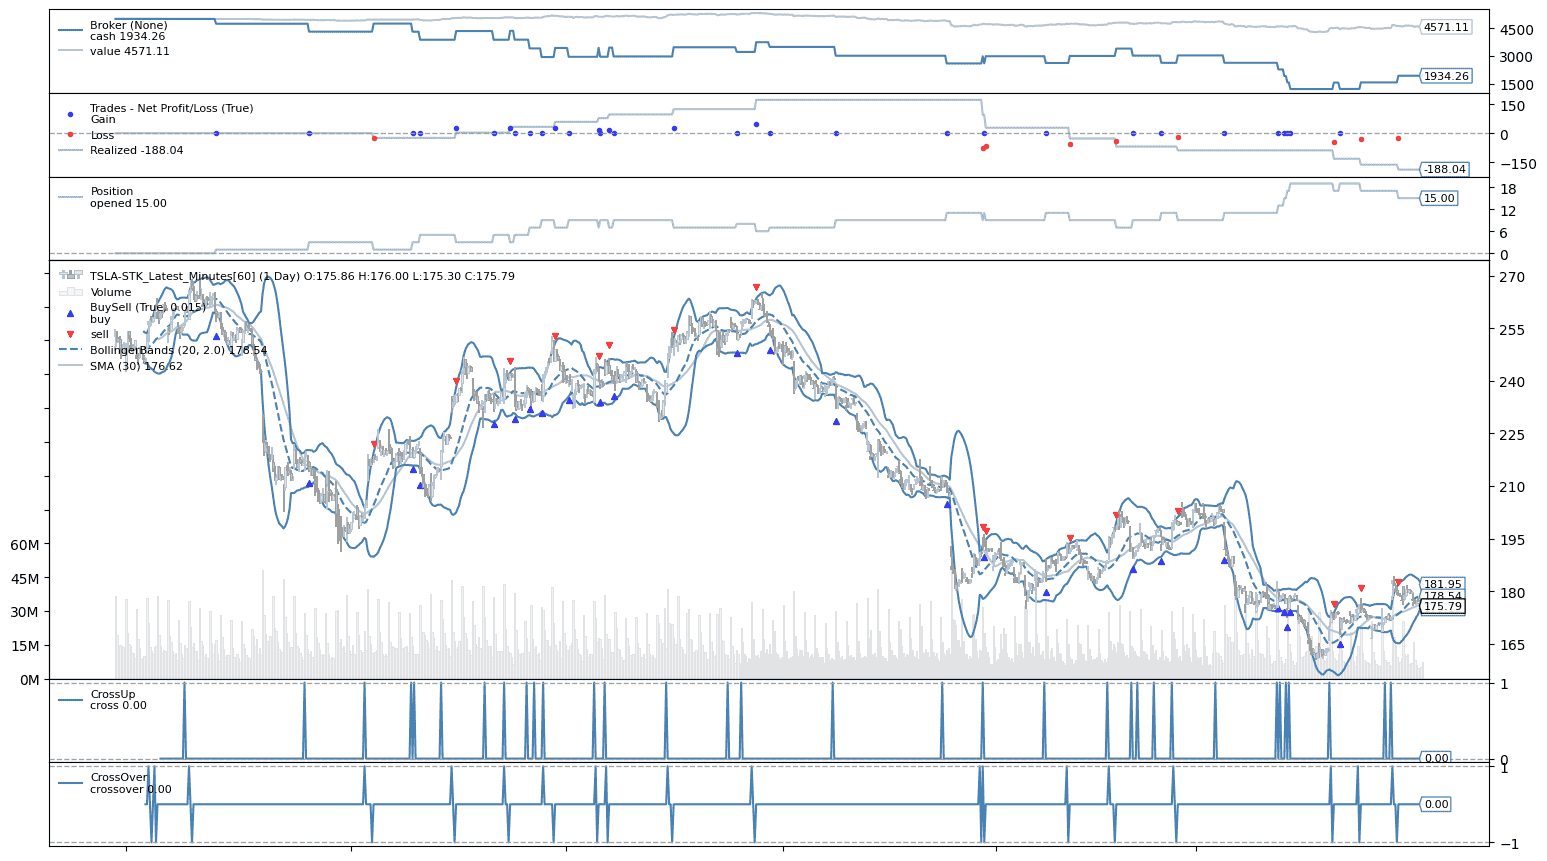 Broker (None)
cash 1934.26
value 4571.11
4571.11
1934.26
4500
3000
1500
Trades - Net Profit/Loss (True)
Gain
Loss
Realized -188.04
-188.04
150
0
−150
Position
opened 15.00
15.00
18
12
6
0
TSLA-STK_Latest_Minutes[60] (1 Day) O:175.86 H:176.00 L:175.30 C:175.79
Volume
BuySell (True, 0.015)
buy
sell
BollingerBands (20, 2.0) 178.54
SMA (30) 176.62
270
255
240
225
210
195
180
165
181.95
178.54
175.79
60M
45M
30M
15M
0M
CrossUp
cross 0.00
0.00
1
0
CrossOver
crossover 0.00
0.00
1
−1